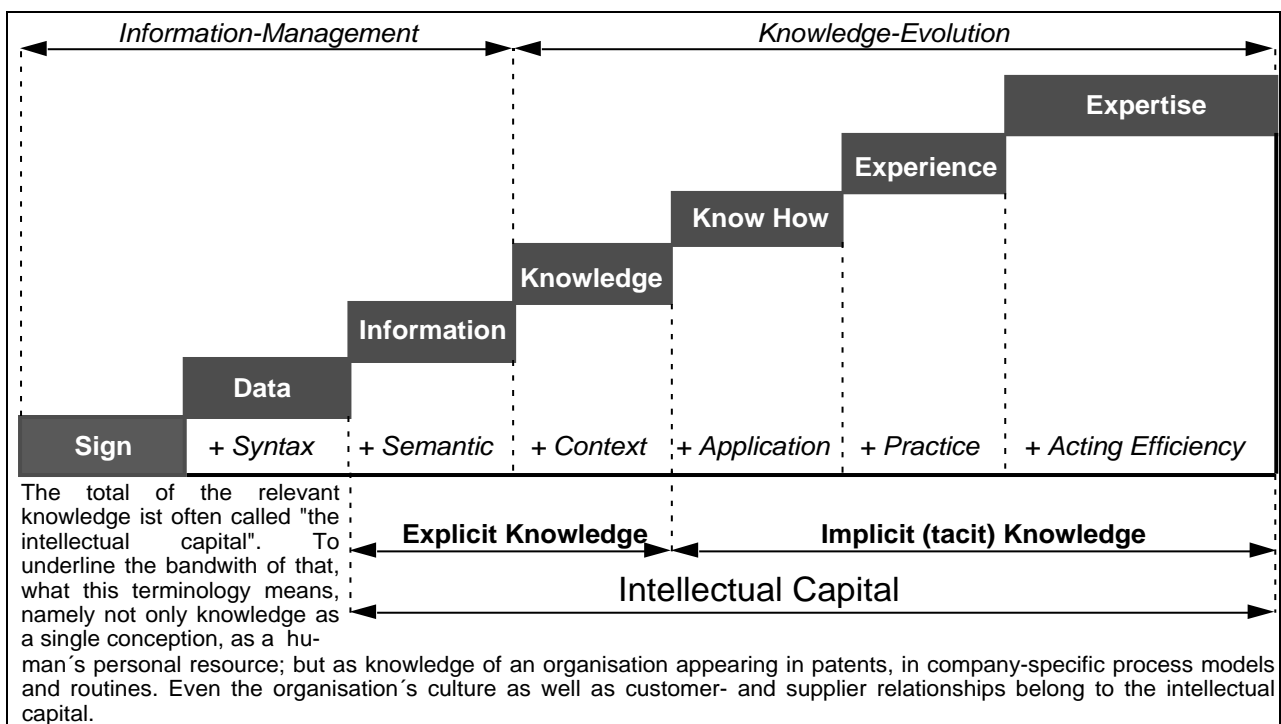 Information-Management
Knowledge-Evolution
Expertise
Experience
Know How
Knowledge
Information
Data
Sign
+ Syntax
+ Semantic
+ Context
+ Application
+ Practice
+ Acting Efficiency
The total of the relevant
knowledge ist often called "the
intellectual capital". To
underline the bandwith of that,
what this terminology means,
namely not only knowledge as
a single conception, as a hu-
man´s personal resource; but as knowledge of an organisation appearing in patents, in company-specific process models
and routines. Even the organisation´s culture as well as customer- and supplier relationships belong to the intellectual
capital.
Explicit Knowledge
Implicit (tacit) Knowledge
Intellectual Capital